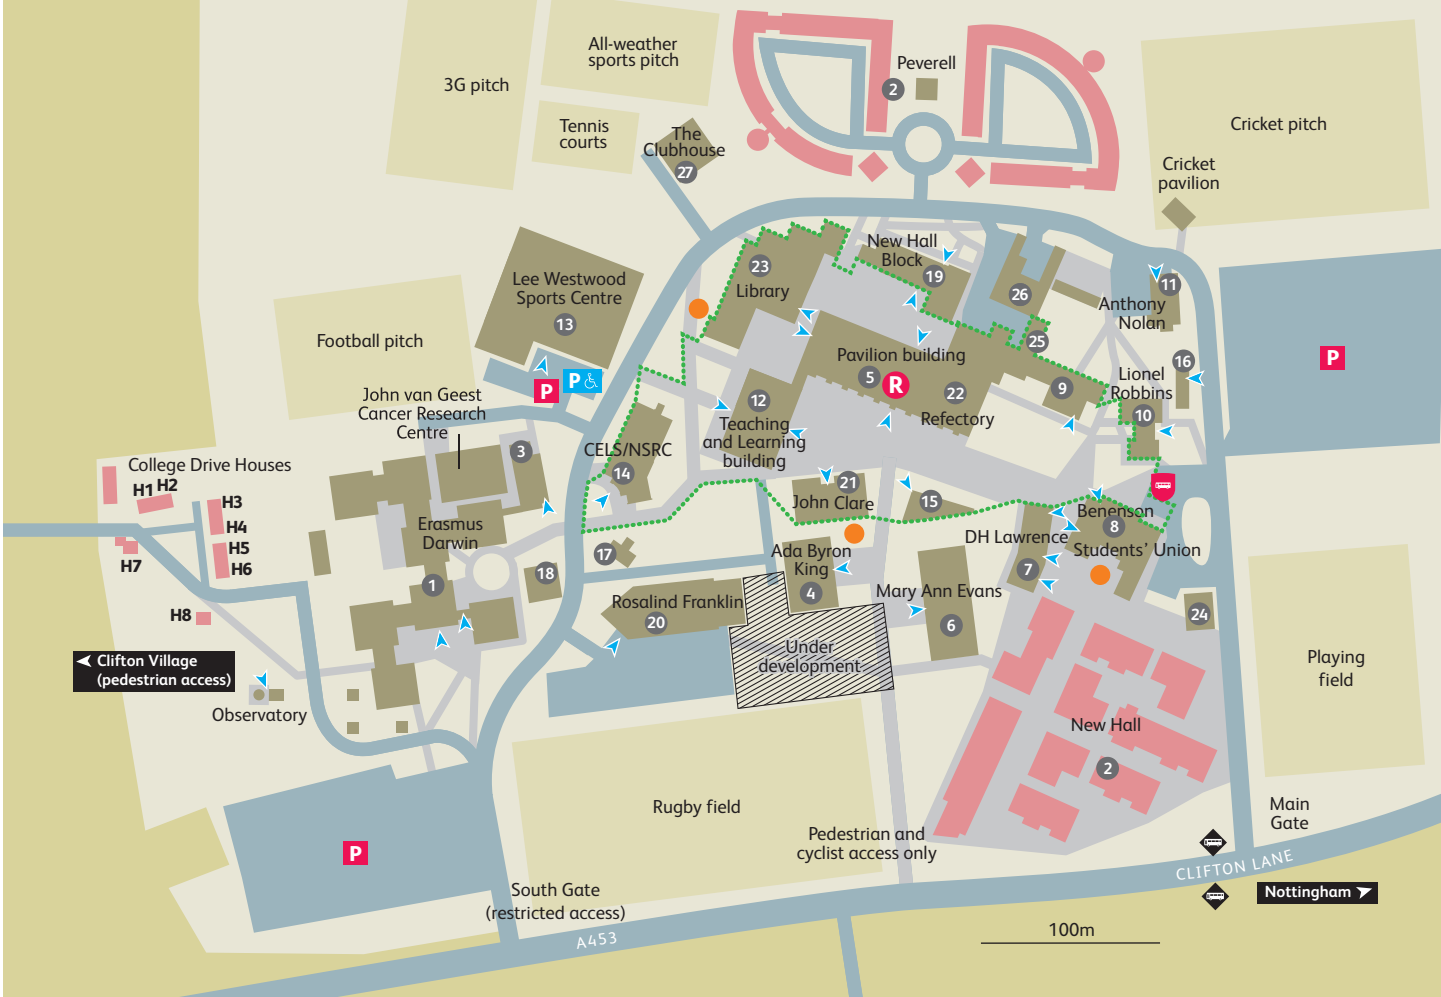 3G pitch
All-weather
sports pitch
Tennis
courts
The
Clubhouse
27
Peverell
2
Cricket pitch
Cricket
pavilion
Lee Westwood
Sports Centre
13
Football pitch
P
P
23
Library
New Hall
Block
19
26
25
Anthony
Nolan
11
16
P
John van Geest
Cancer Research
Centre
3
Pavilion building
5
R
22
Refectory
9
Lionel
Robbins
10
12
Teaching
and Learning
building
CELS/NSRC
14
College Drive Houses
H1
H2
H3
H4
H5
H6
H7
H8
Erasmus
Darwin
1
21
John Clare
15
Benenson
8
Students' Union
DH Lawrence
7
17
18
Ada Byron
King
4
Mary Ann Evans
6
Rosalind Franklin
20
24
Under
development
Clifton Village
(pedestrian access)
Observatory
Playing
field
New Hall
2
Rugby field
Pedestrian and
cyclist access only
Main
Gate
P
South Gate
(restricted access)
CLIFTON LANE
Nottingham
A453
100m